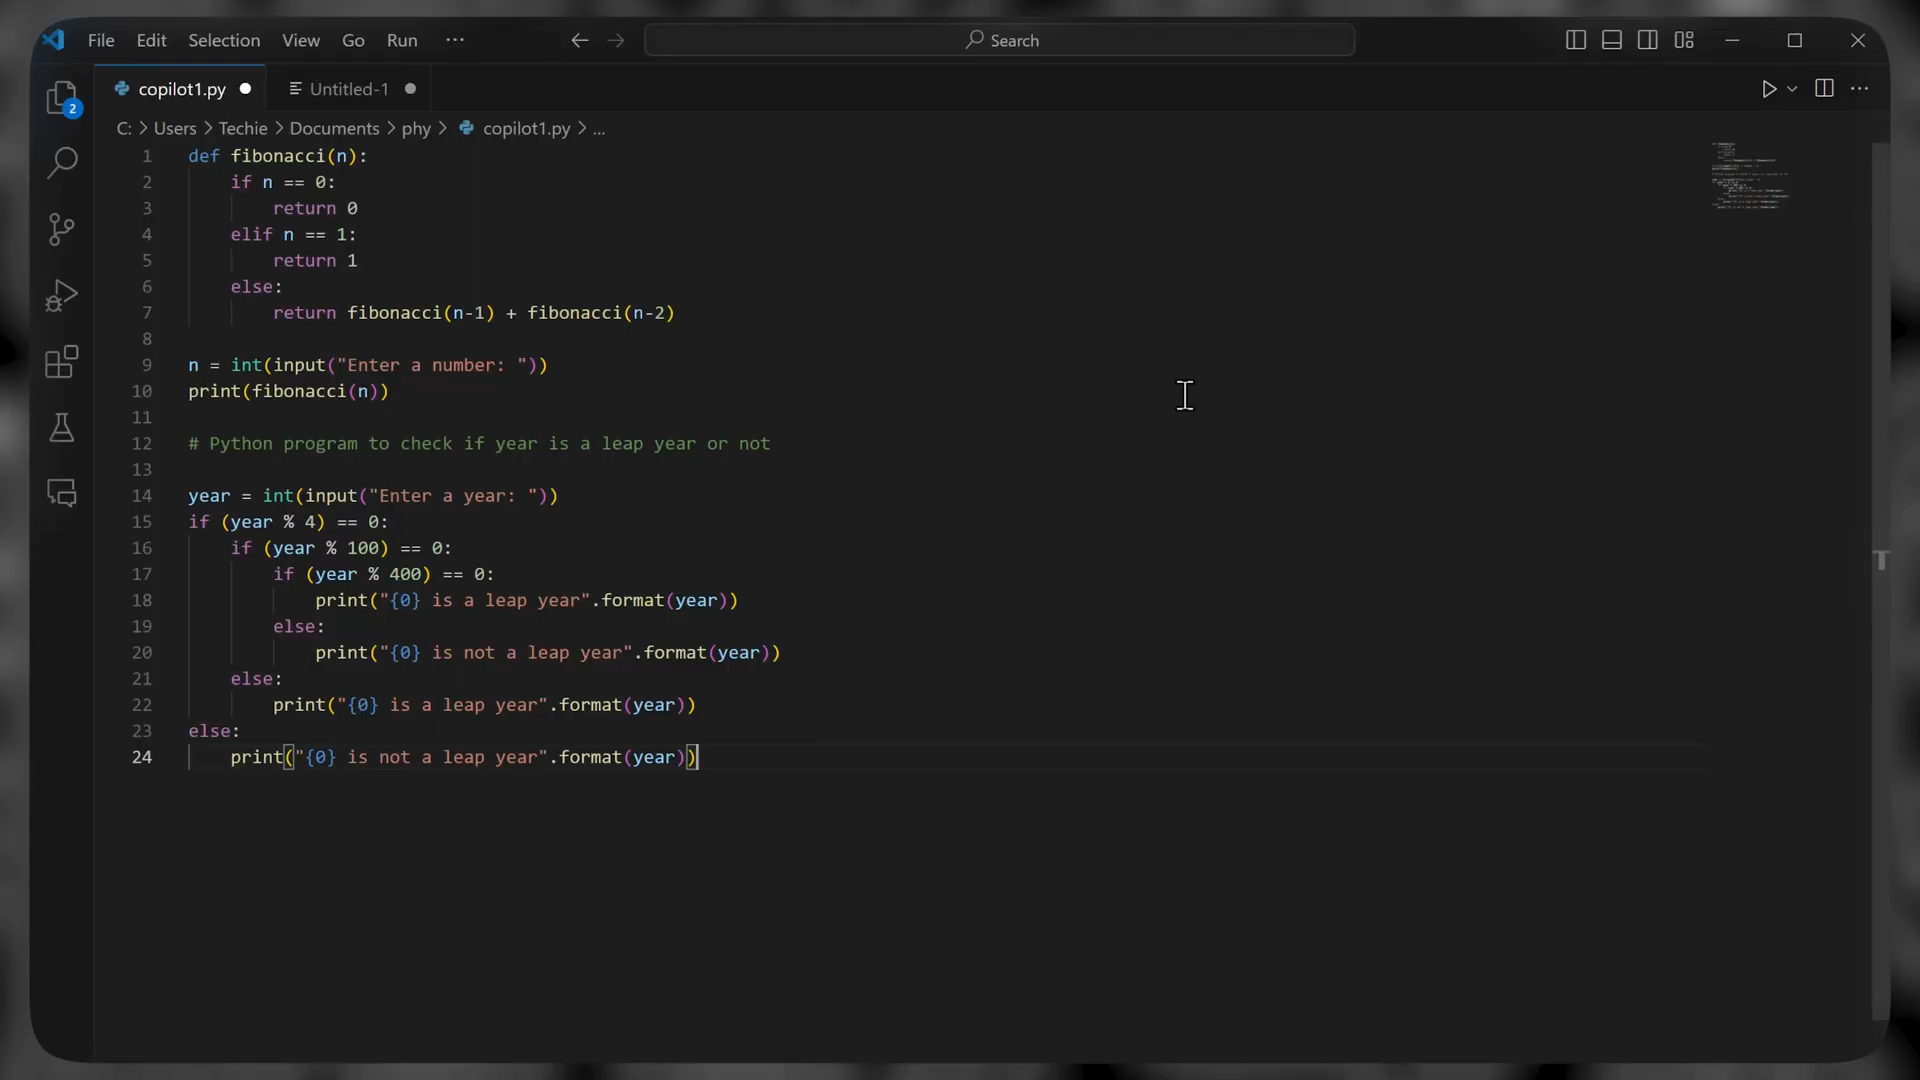 File Edit Selection View Go Run ... Search
copilot1.py Untitled-1
2
C: > Users > Techie > Documents > phy > copilot1.py > ...
1 def fibonacci(n):
2     if n == 0:
3         return 0
4     elif n == 1:
5         return 1
6     else:
7         return fibonacci(n-1) + fibonacci(n-2)
8
9 n = int(input("Enter a number: "))
10 print(fibonacci(n))
11
12 # Python program to check if year is a leap year or not
13
14 year = int(input("Enter a year: "))
15 if (year % 4) == 0:
16     if (year % 100) == 0:
17         if (year % 400) == 0:
18             print("{0} is a leap year".format(year))
19         else:
20             print("{0} is not a leap year".format(year))
21     else:
22         print("{0} is a leap year".format(year))
23 else:
24     print("{0} is not a leap year".format(year))